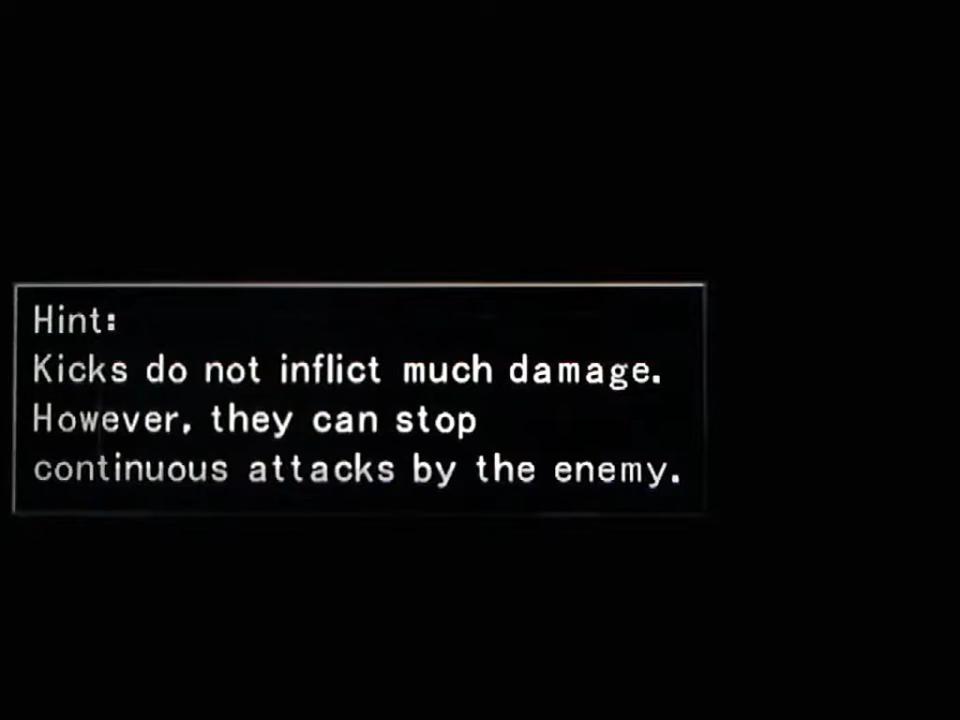 Hint:
Kicks do not inflict much damage.
However, they can stop
continuous attacks by the enemy.